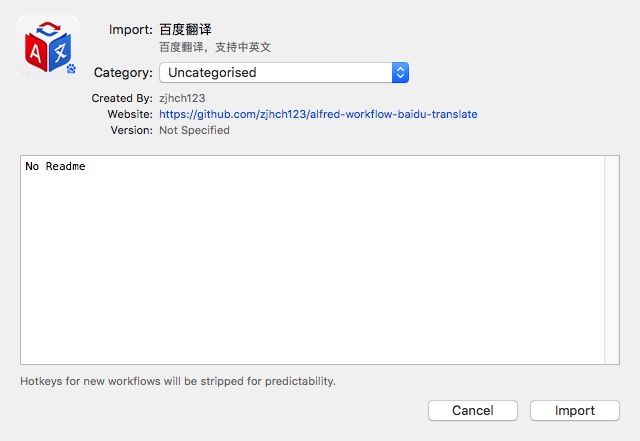 Import: 百度翻译
百度翻译，支持中英文
Category: Uncategorised
Created By: zjhch123
Website: https://github.com/zjhch123/alfred-workflow-baidu-translate
Version: Not Specified
No Readme
Hotkeys for new workflows will be stripped for predictability.
Cancel Import